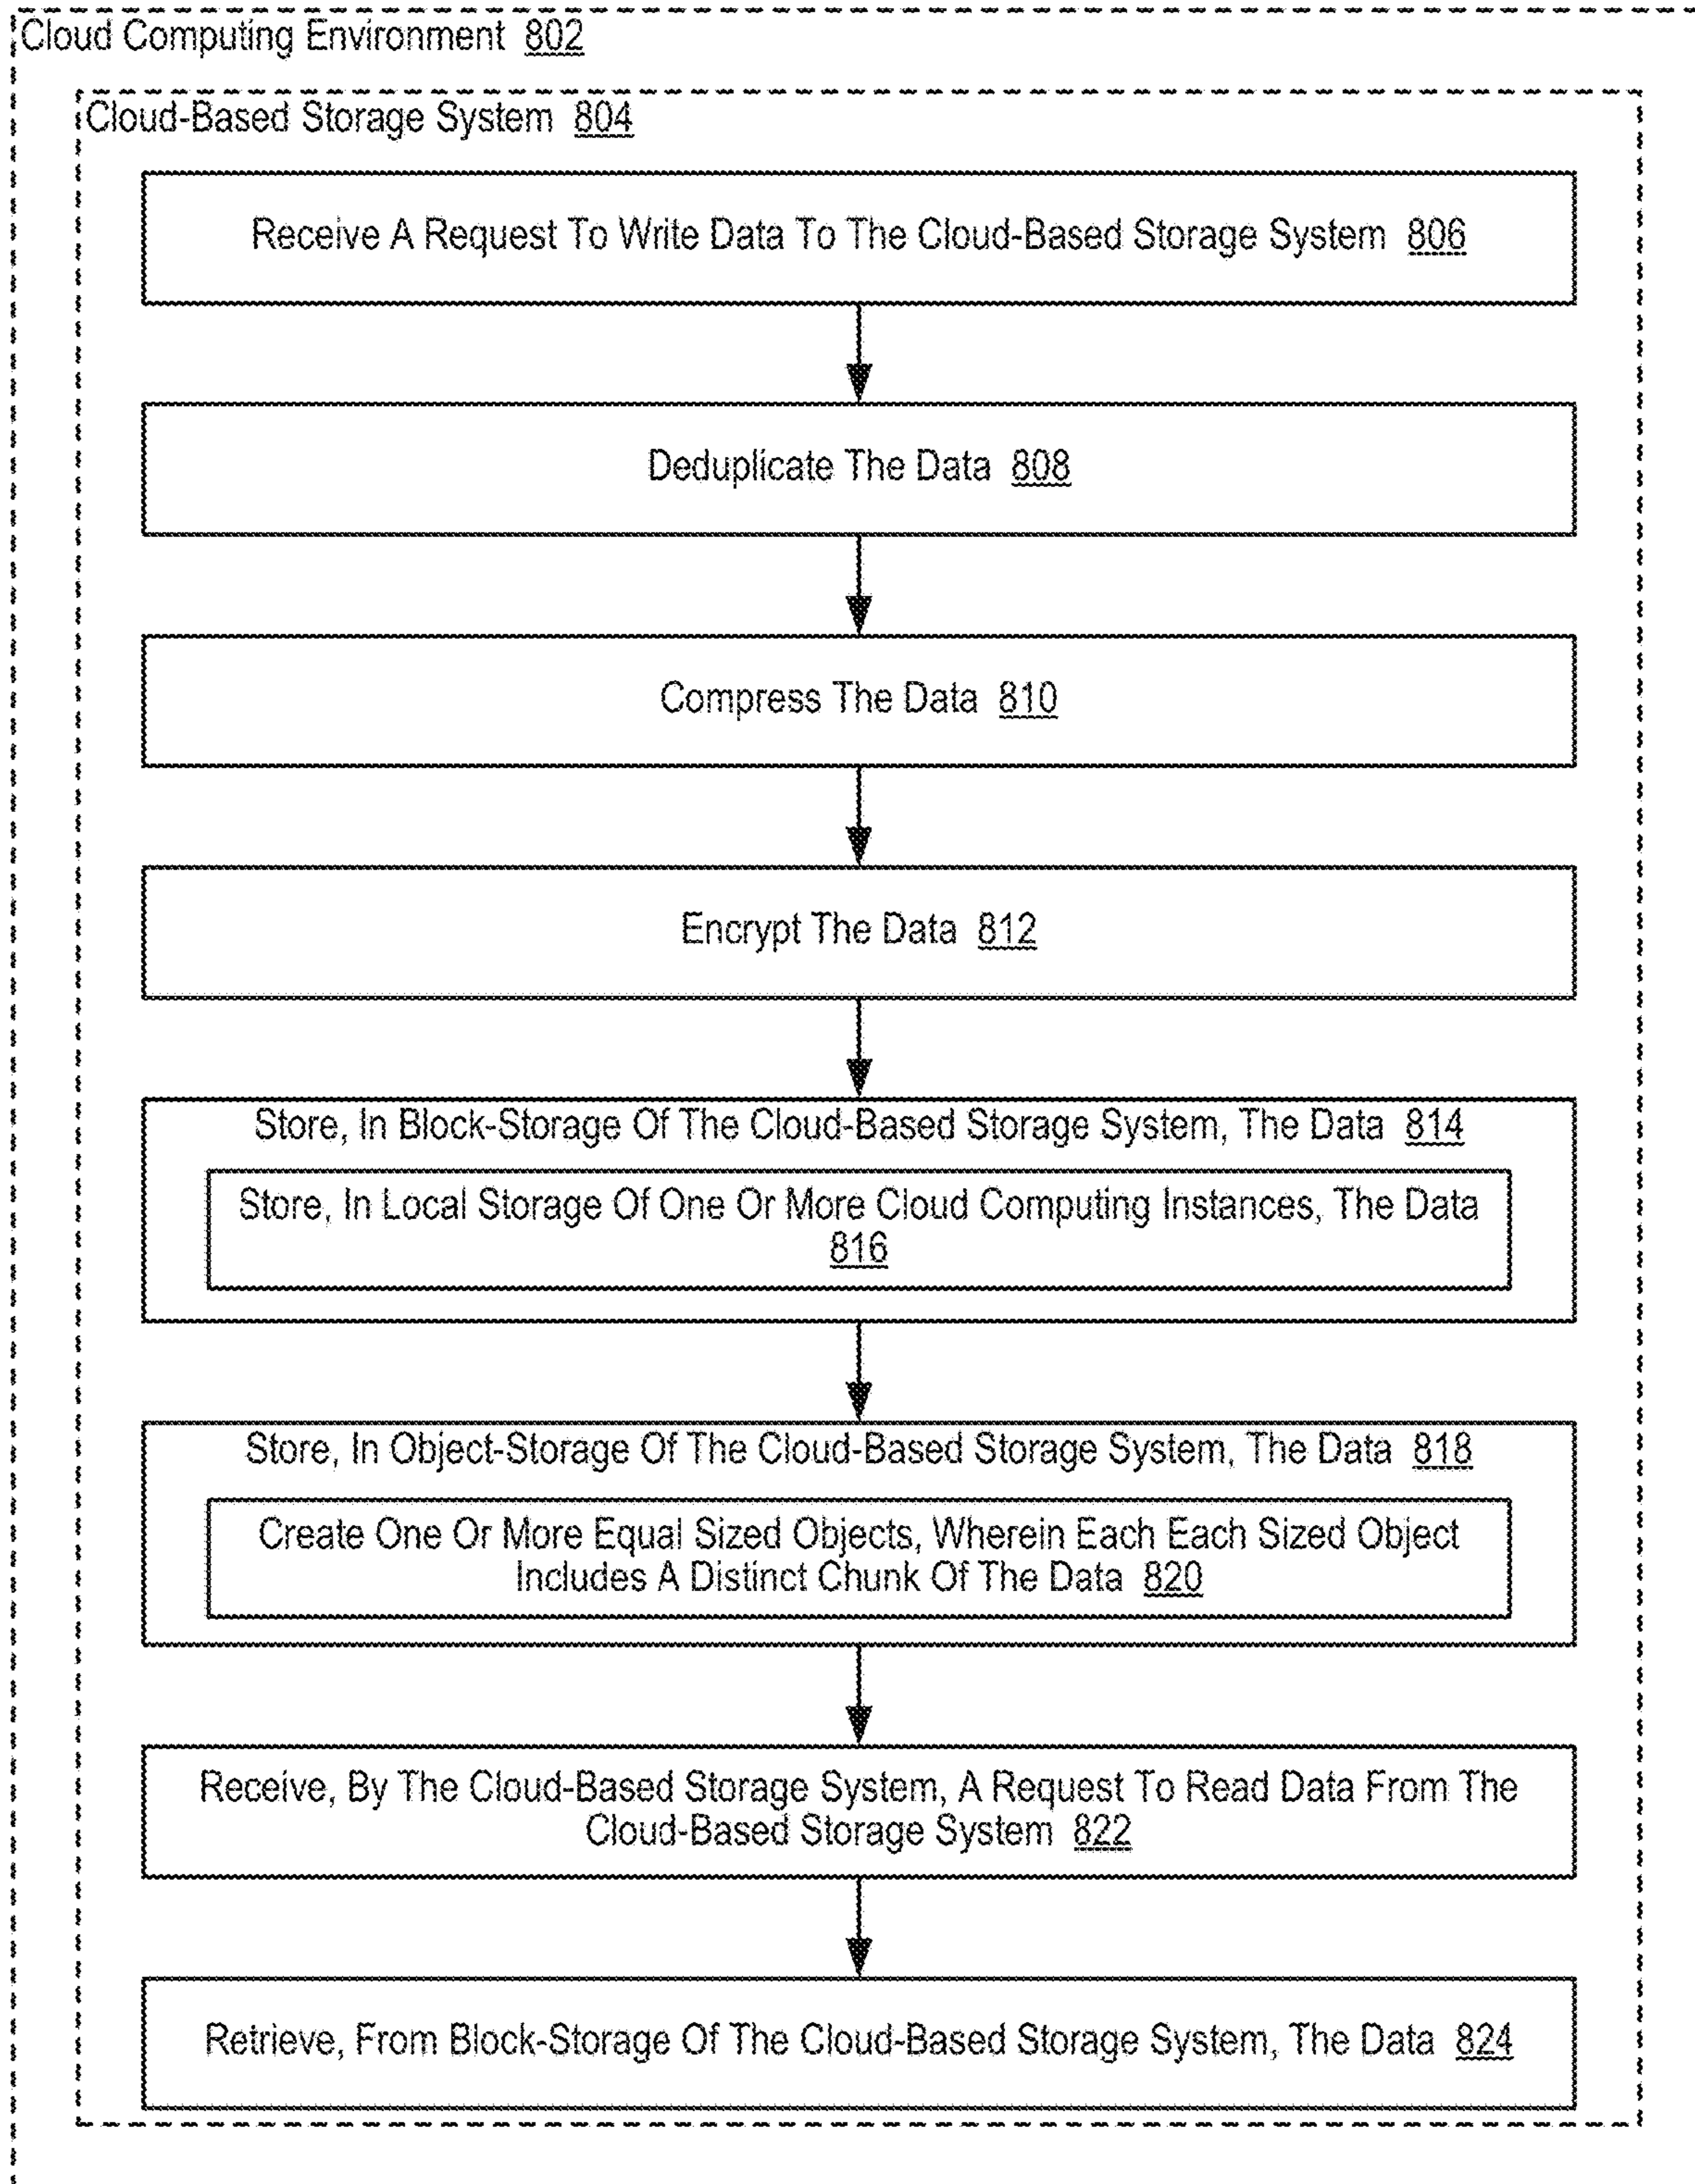 Cloud Computing Environment 802
Cloud-Based Storage System 804
Receive A Request To Write Data To The Cloud-Based Storage System 806
Deduplicate The Data 808
Compress The Data 810
Encrypt The Data 812
Store, In Block-Storage Of The Cloud-Based Storage System, The Data 814
Store, In Local Storage Of One Or More Cloud Computing Instances, The Data
816
Store, In Object-Storage Of The Cloud-Based Storage System, The Data 818
Create One Or More Equal Sized Objects, Wherein Each Each Sized Object
Includes A Distinct Chunk Of The Data 820
Receive, By The Cloud-Based Storage System, A Request To Read Data From The
Cloud-Based Storage System 822
Retrieve, From Block-Storage Of The Cloud-Based Storage System, The Data 824